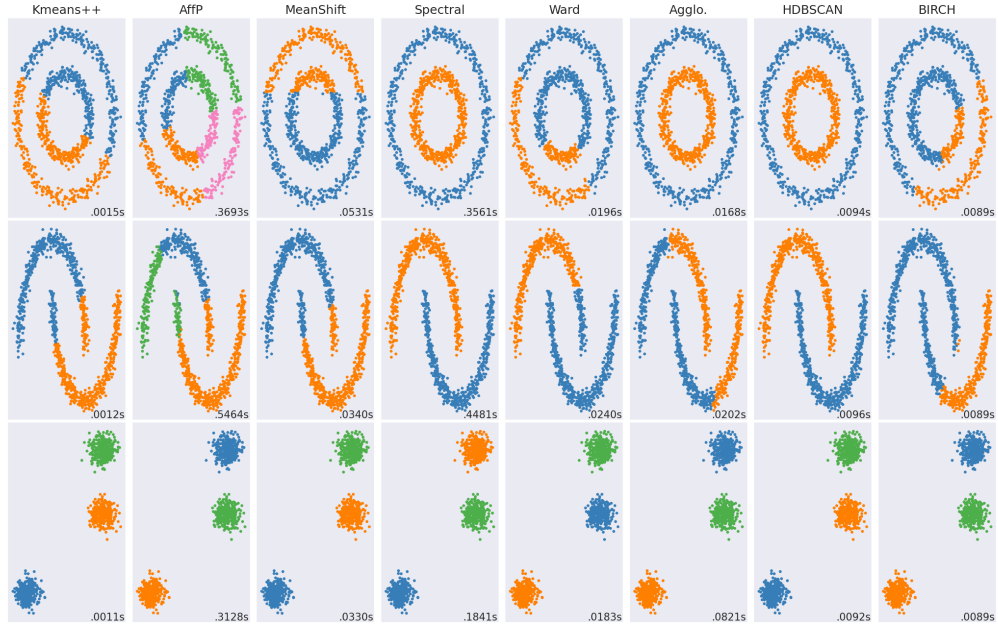 Kmeans++ AffP MeanShift Spectral Ward Agglo. HDBSCAN BIRCH
.0015s .3693s .0531s .3561s .0196s .0168s .0094s .0089s
.0012s .5464s .0340s .4481s .0240s .0202s .0096s .0089s
.0011s .3128s .0330s .1841s .0183s .0821s .0092s .0089s